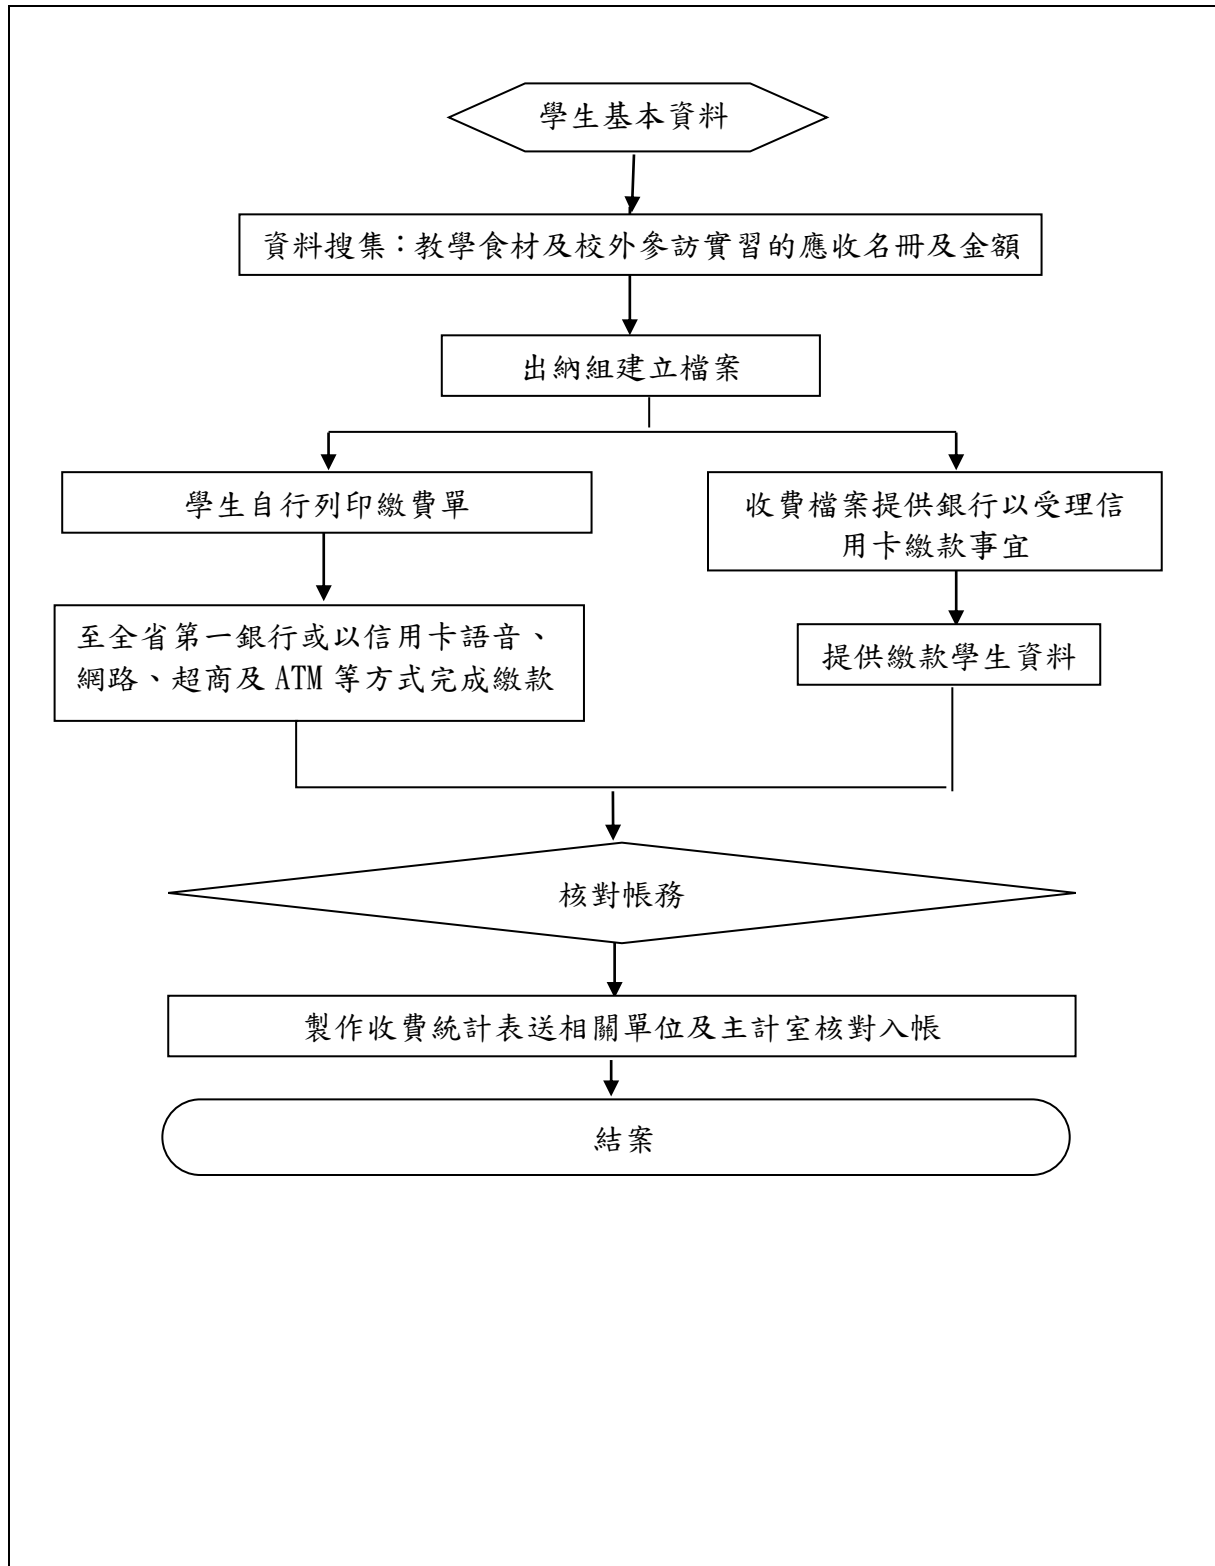 學生基本資料
資料搜集：教學食材及校外參訪實習的應收名冊及金額
出納組建立檔案
學生自行列印繳費單
收費檔案提供銀行以受理信
用卡繳款事宜
至全省第一銀行或以信用卡語音、
網路、超商及 ATM 等方式完成繳款
提供繳款學生資料
核對帳務
製作收費統計表送相關單位及主計室核對入帳
結案